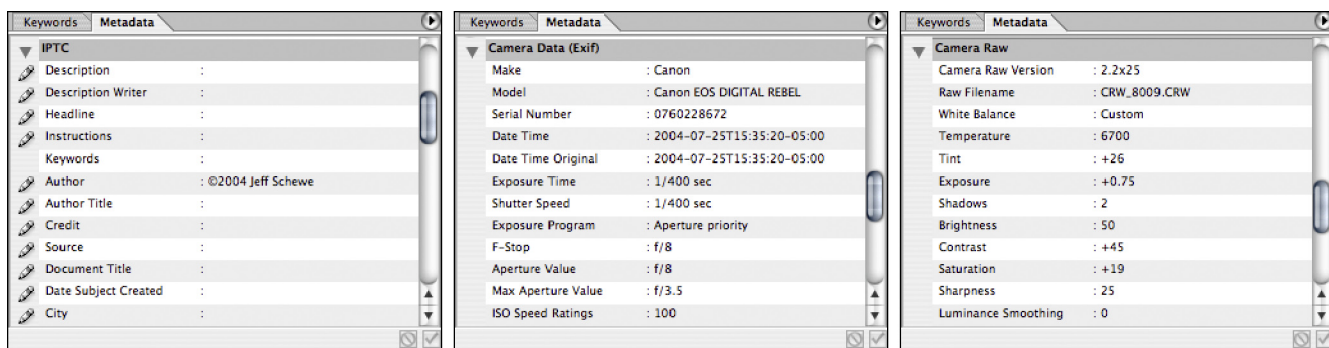 Keywords Metadata
IPTC
Description :
Description Writer :
Headline :
Instructions :
Keywords :
Author : ©2004 Jeff Schewe
Author Title :
Credit :
Source :
Document Title :
Date Subject Created :
City :
Keywords Metadata
Camera Data (Exif)
Make : Canon
Model : Canon EOS DIGITAL REBEL
Serial Number : 0760228672
Date Time : 2004-07-25T15:35:20-05:00
Date Time Original : 2004-07-25T15:35:20-05:00
Exposure Time : 1/400 sec
Shutter Speed : 1/400 sec
Exposure Program : Aperture priority
F-Stop : f/8
Aperture Value : f/8
Max Aperture Value : f/3.5
ISO Speed Ratings : 100
Keywords Metadata
Camera Raw
Camera Raw Version : 2.2x25
Raw Filename : CRW_8009.CRW
White Balance : Custom
Temperature : 6700
Tint : +26
Exposure : +0.75
Shadows : 2
Brightness : 50
Contrast : +45
Saturation : +19
Sharpness : 25
Luminance Smoothing : 0